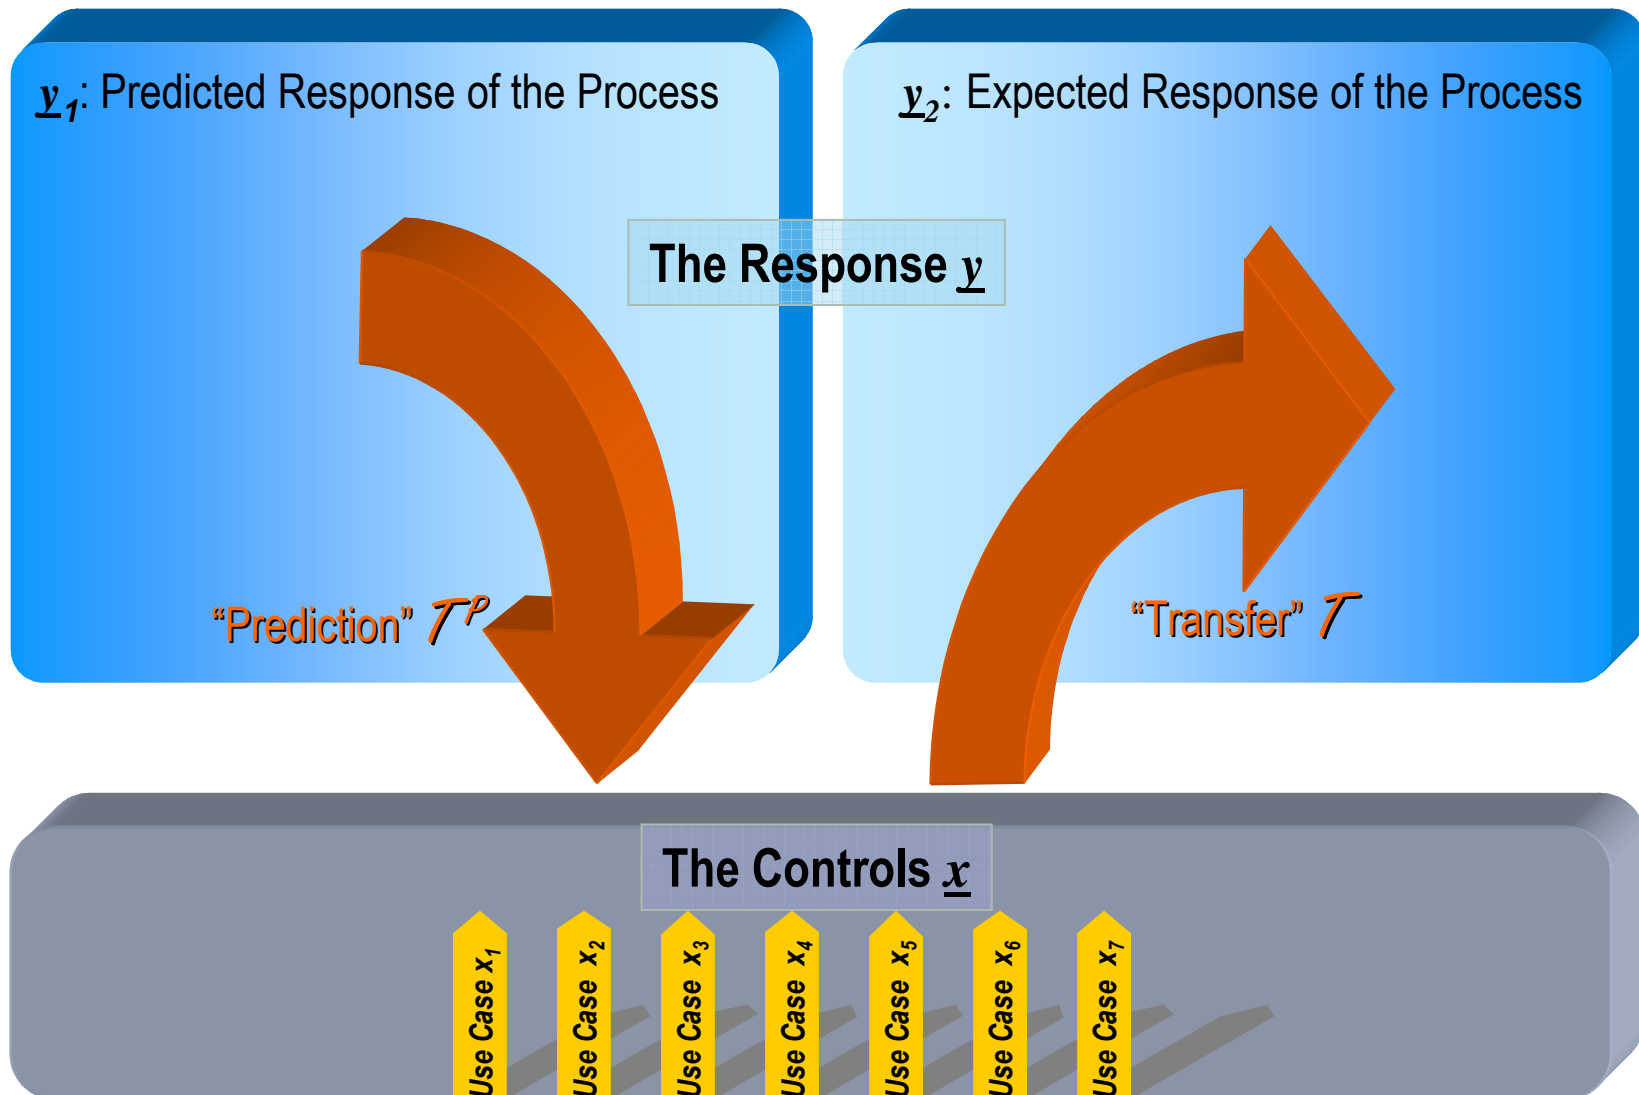 y₁: Predicted Response of the Process
y₂: Expected Response of the Process
The Response y
“Prediction” Tᵖ
“Transfer” T
The Controls x
Use Case x₁
Use Case x₂
Use Case x₃
Use Case x₄
Use Case x₅
Use Case x₆
Use Case x₇